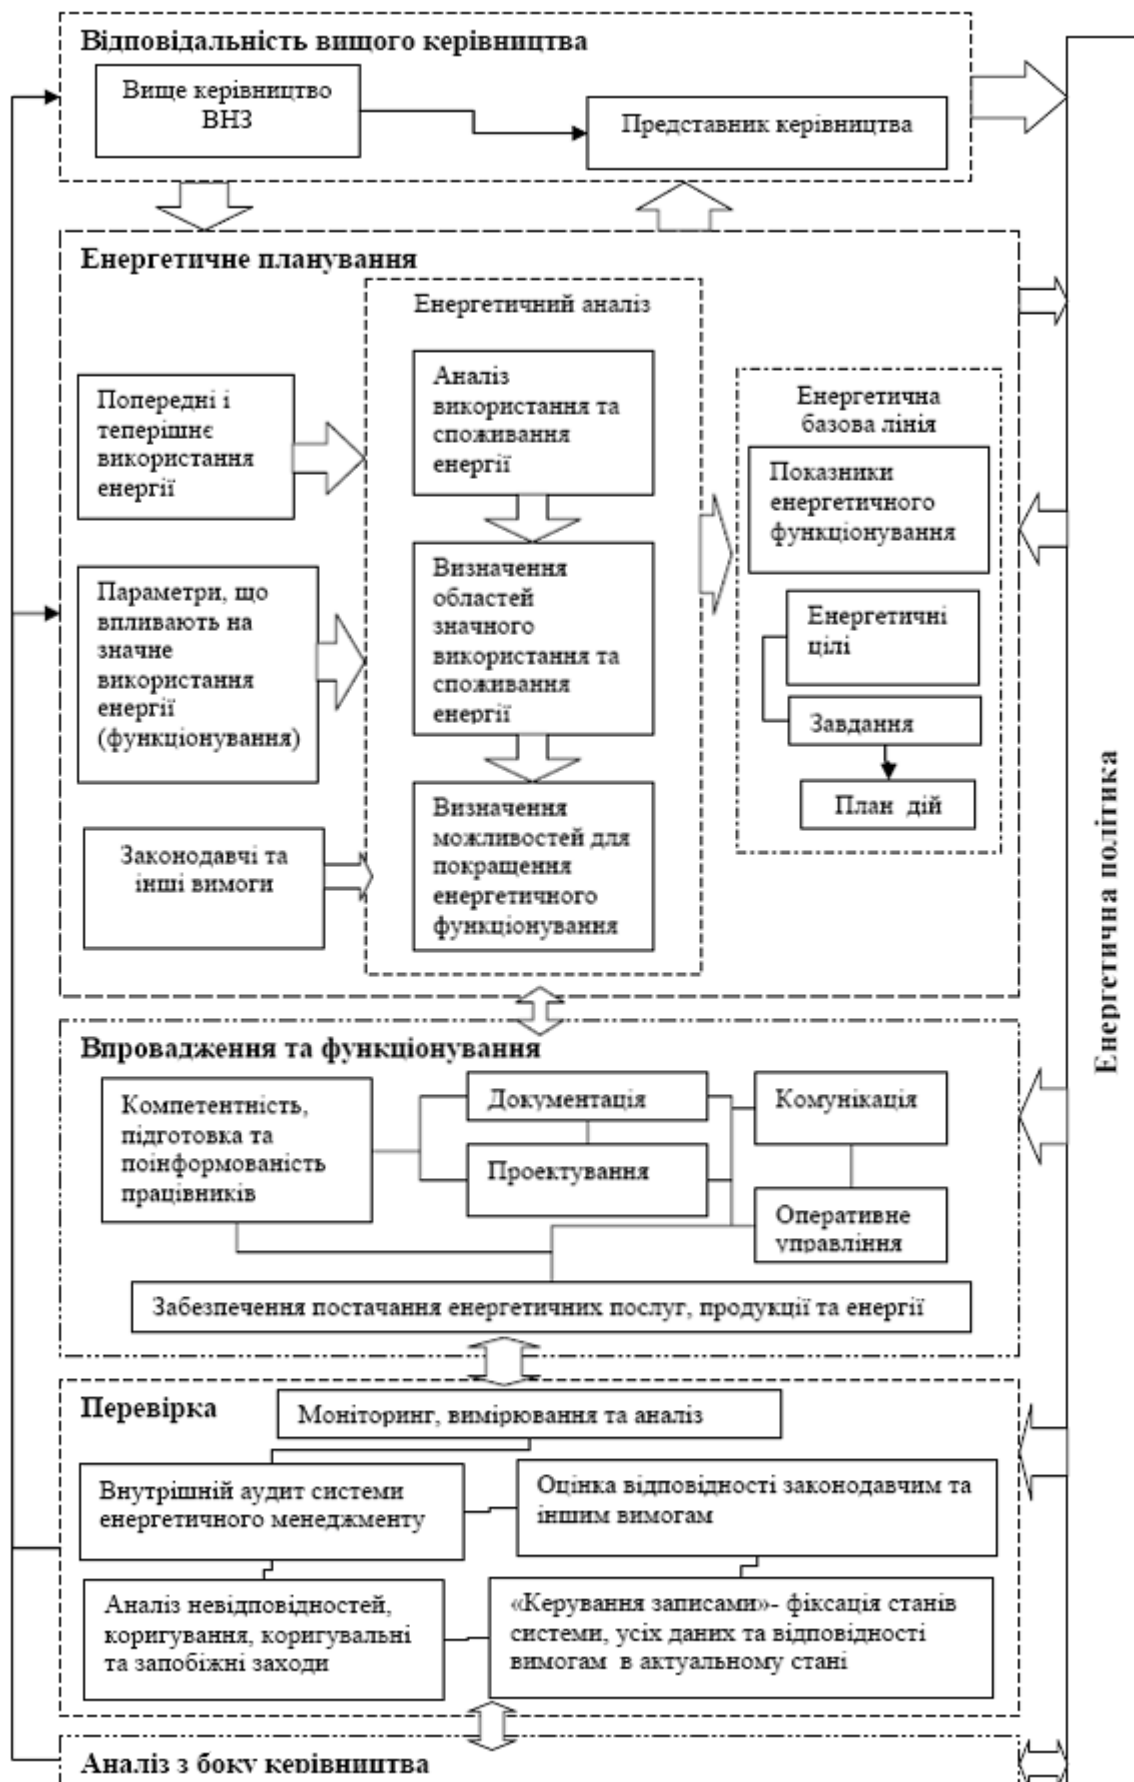 Відповідальність вищого керівництва
Вище керівництво
ВНЗ
Представник керівництва
Енергетичне планування
Енергетичний аналіз
Попередні і
теперішнє
використання
енергії
Параметри, що
впливають на
значне
використання
енергії
(функціонування)
Законодавчі та
інші вимоги
Аналіз
використання та
споживання
енергії
Визначення
областей
значного
використання та
споживання
енергії
Визначення
можливостей для
покращення
енергетичного
функціонування
Енергетична
базова лінія
Показники
енергетичного
функціонування
Енергетичні
цілі
Завдання
План дій
Енергетична політика
Впровадження та функціонування
Компетентність,
підготовка та
поінформованість
працівників
Документація
Проектування
Комунікація
Оперативне
управління
Забезпечення постачання енергетичних послуг, продукції та енергії
Перевірка
Моніторинг, вимірювання та аналіз
Внутрішній аудит системи
енергетичного менеджменту
Оцінка відповідності законодавчим та
іншим вимогам
Аналіз невідповідностей,
коригування, коригувальні
та запобіжні заходи
«Керування записами»- фіксація станів
системи, усіх даних та відповідності
вимогам в актуальному стані
Аналіз з боку керівництва